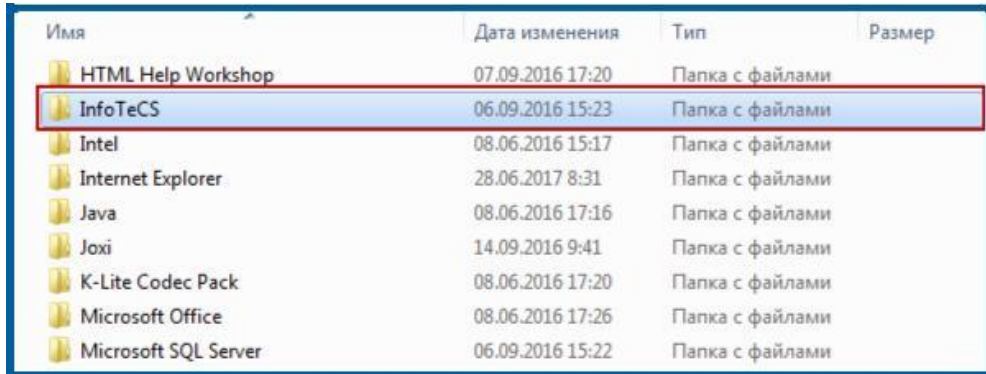 Имя Дата изменения Тип Размер
HTML Help Workshop 07.09.2016 17:20 Папка с файлами
InfoTeCS 06.09.2016 15:23 Папка с файлами
Intel 08.06.2016 15:17 Папка с файлами
Internet Explorer 28.06.2017 8:31 Папка с файлами
Java 08.06.2016 17:16 Папка с файлами
Joxi 14.09.2016 9:41 Папка с файлами
K-Lite Codec Pack 08.06.2016 17:20 Папка с файлами
Microsoft Office 08.06.2016 17:26 Папка с файлами
Microsoft SQL Server 06.09.2016 15:22 Папка с файлами